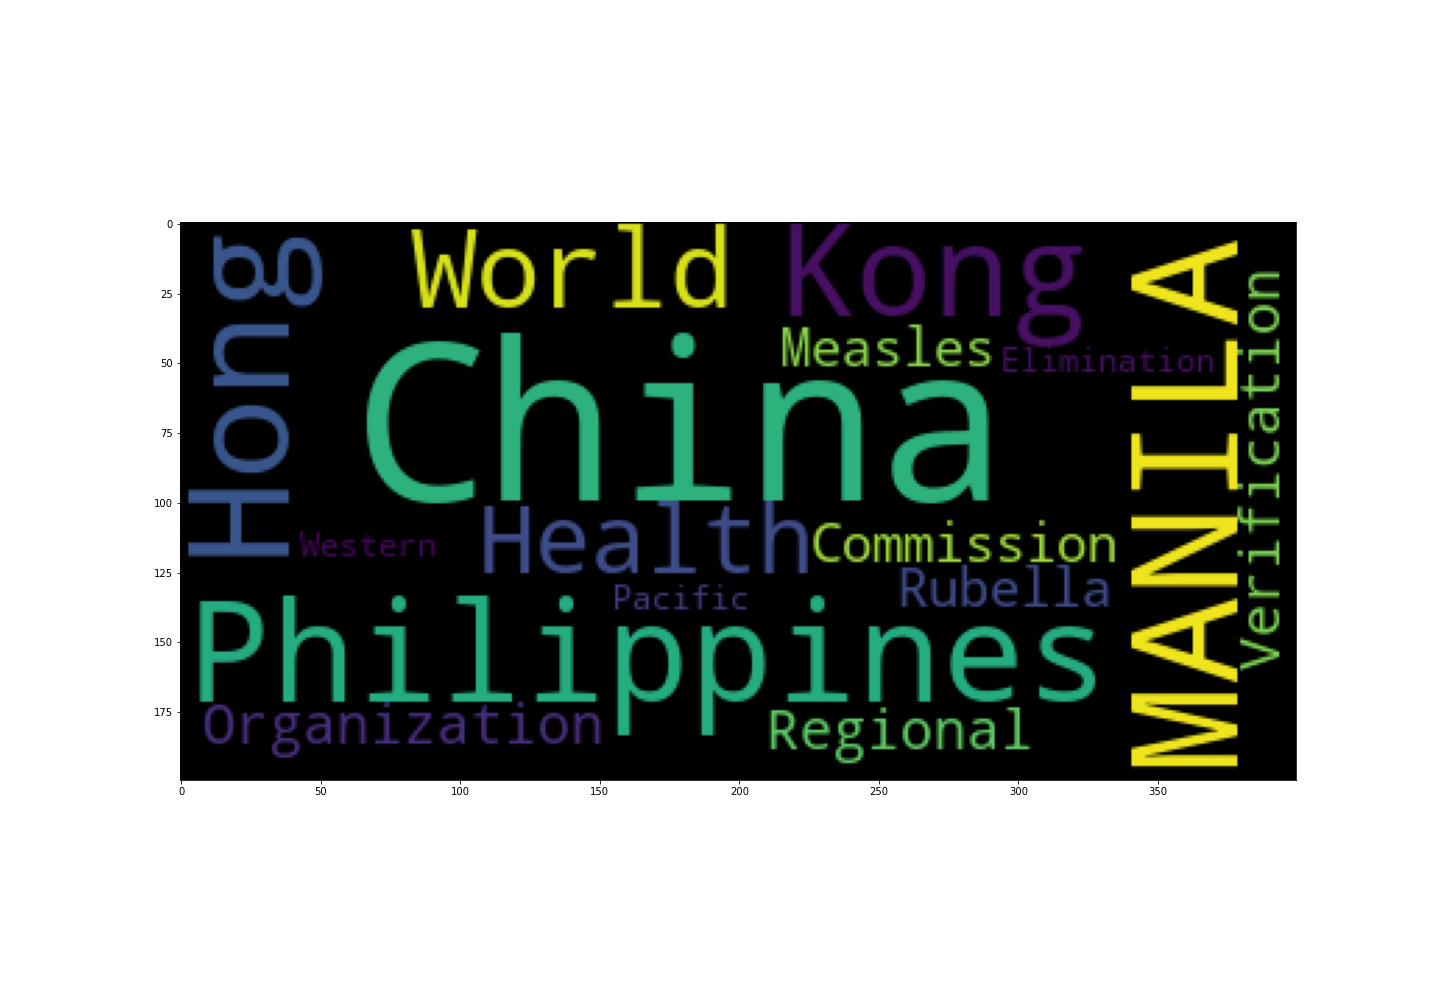 0
25
50
75
100
125
150
175
Hong
World
Kong
Measles
Elimination
China
MANILA
Verification
Western
Health
Commission
Pacific
Rubella
Philippines
Organization
Regional
0 50 100 150 200 250 300 350